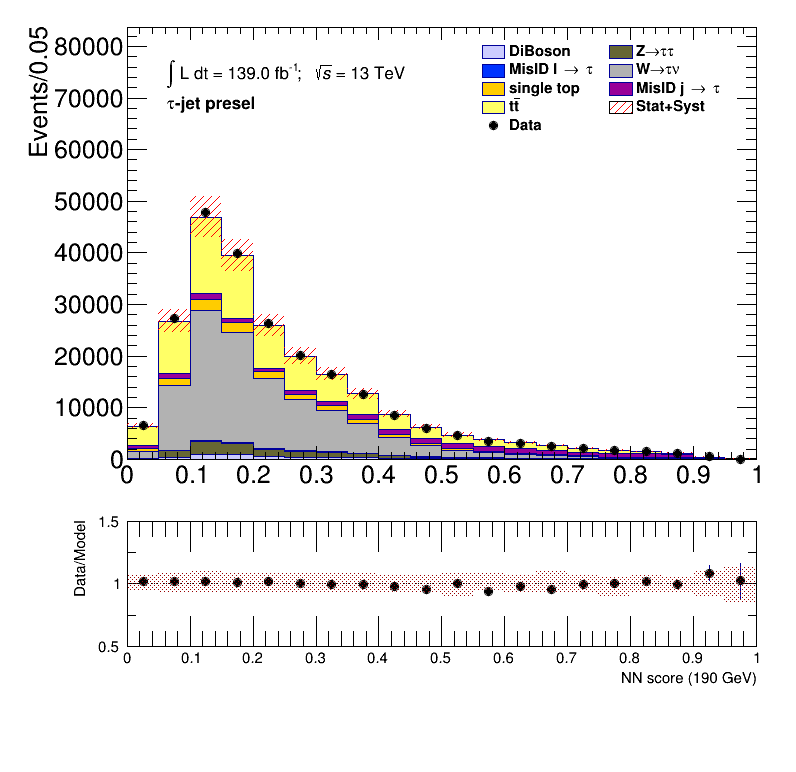 Events/0.05
80000
70000
60000
50000
40000
30000
20000
10000
0
∫ L dt = 139.0 fb⁻¹; √s = 13 TeV
τ-jet presel
DiBoson
MisID l → τ
single top
tt̄
Data
Z→ττ
W→τν
MisID j → τ
Stat+Syst
0 0.1 0.2 0.3 0.4 0.5 0.6 0.7 0.8 0.9 1
Data/Model
1.5
1
0.5
0 0.1 0.2 0.3 0.4 0.5 0.6 0.7 0.8 0.9 1
NN score (190 GeV)